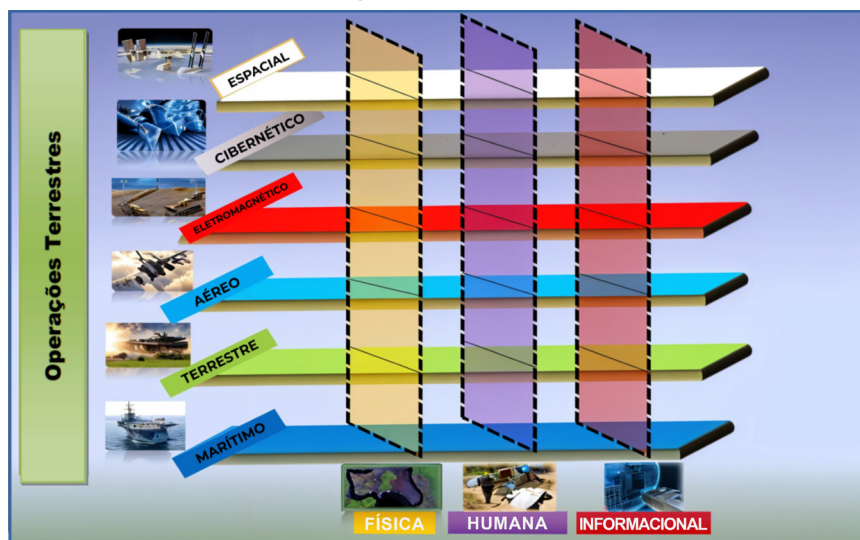 Operações Terrestres
ESPACIAL
CIBERNÉTICO
ELETROMAGNÉTICO
AÉREO
TERRESTRE
MARÍTIMO
FÍSICA
HUMANA
INFORMACIONAL